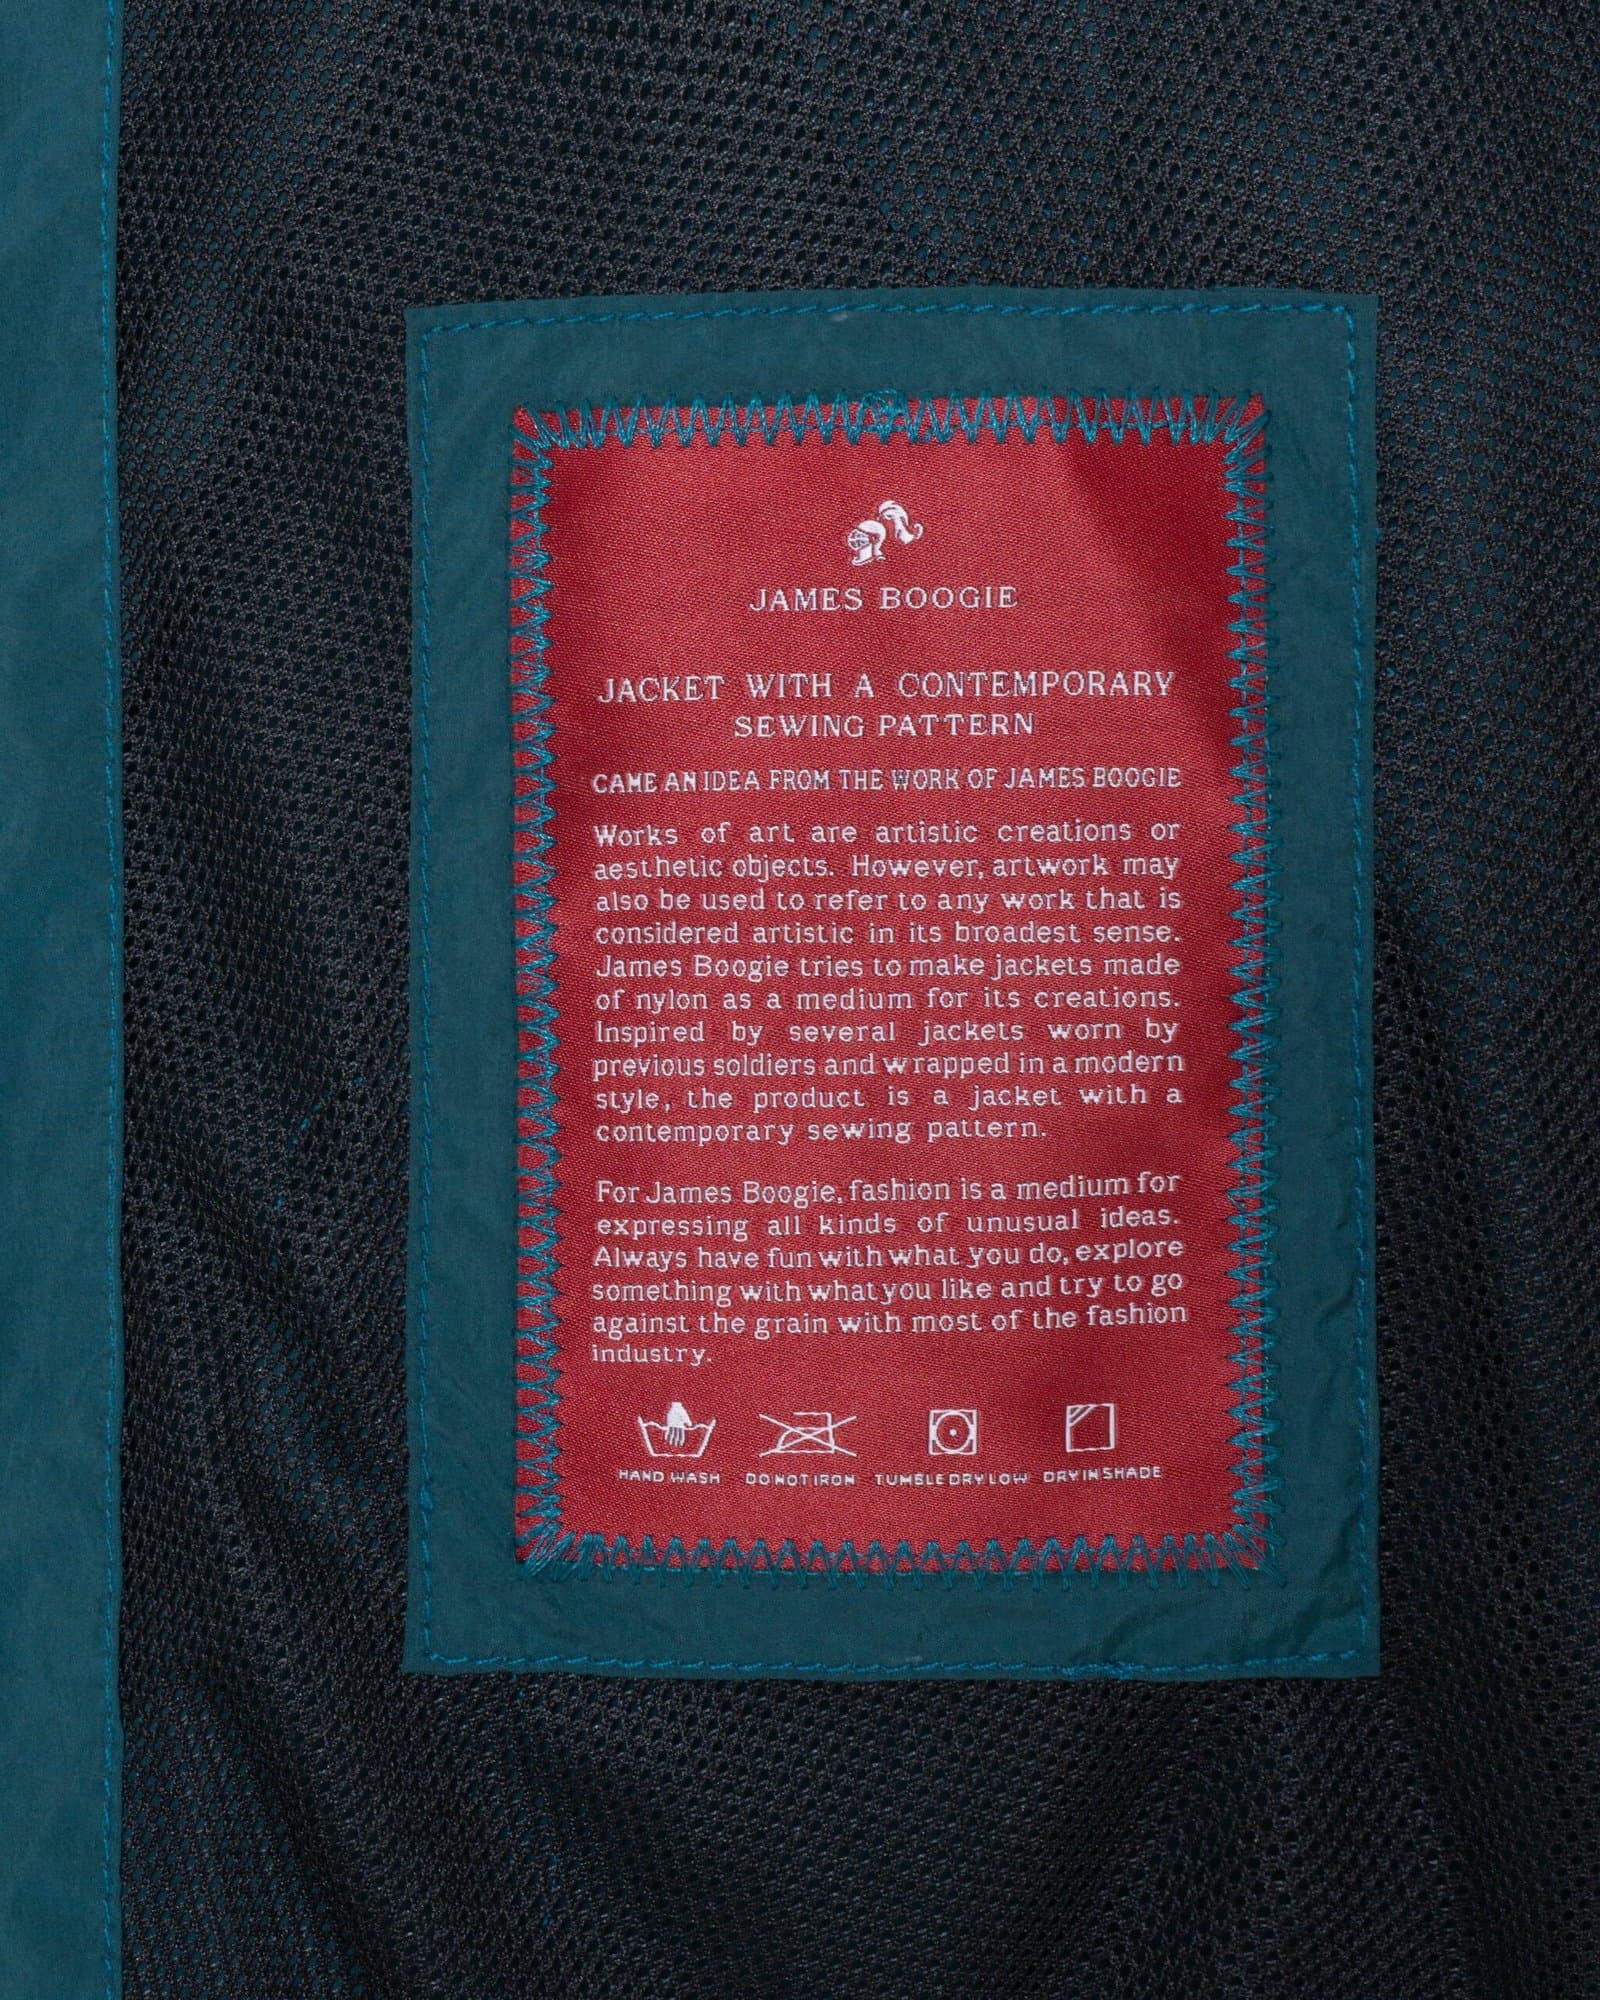 JAMES BOOGIE
JACKET WITH A CONTEMPORARY
SEWING PATTERN
CAME AN IDEA FROM THE WORK OF JAMES BOOGIE
Works of art are artistic creations or
aesthetic objects. However, artwork may
also be used to refer to any work that is
considered artistic in its broadest sense.
James Boogie tries to make jackets made
of nylon as a medium for its creations.
Inspired by several jackets worn by
previous soldiers and wrapped in a modern
style, the product is a jacket with a
contemporary sewing pattern.
For James Boogie, fashion is a medium for
expressing all kinds of unusual ideas.
Always have fun with what you do, explore
something with what you like and try to go
against the grain with most of the fashion
industry.
HAND WASH DO NOT IRON TUMBLE DRY LOW DRY IN SHADE